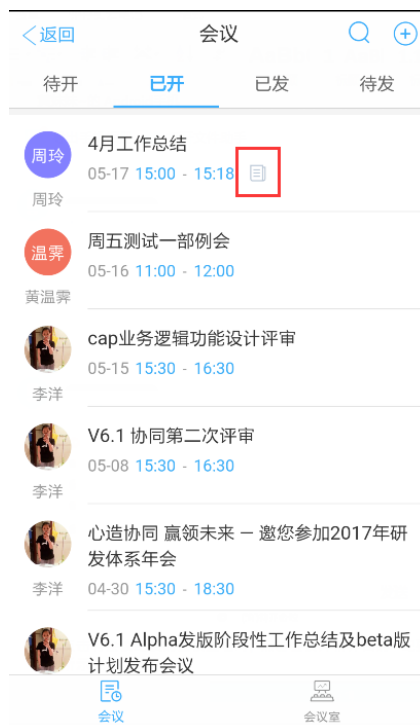 返回 会议
待开 已开 已发 待发
周玲 4月工作总结
05-17 15:00 - 15:18
周玲
温霁 周五测试一部例会
05-16 11:00 - 12:00
黄温霁
cap业务逻辑功能设计评审
05-15 15:30 - 16:30
李洋
V6.1 协同第二次评审
05-08 15:30 - 16:30
李洋
心造协同 赢领未来 — 邀您参加2017年研
发体系年会
李洋 04-30 15:30 - 18:30
V6.1 Alpha发版阶段性工作总结及beta版
计划发布会议
会议 会议室